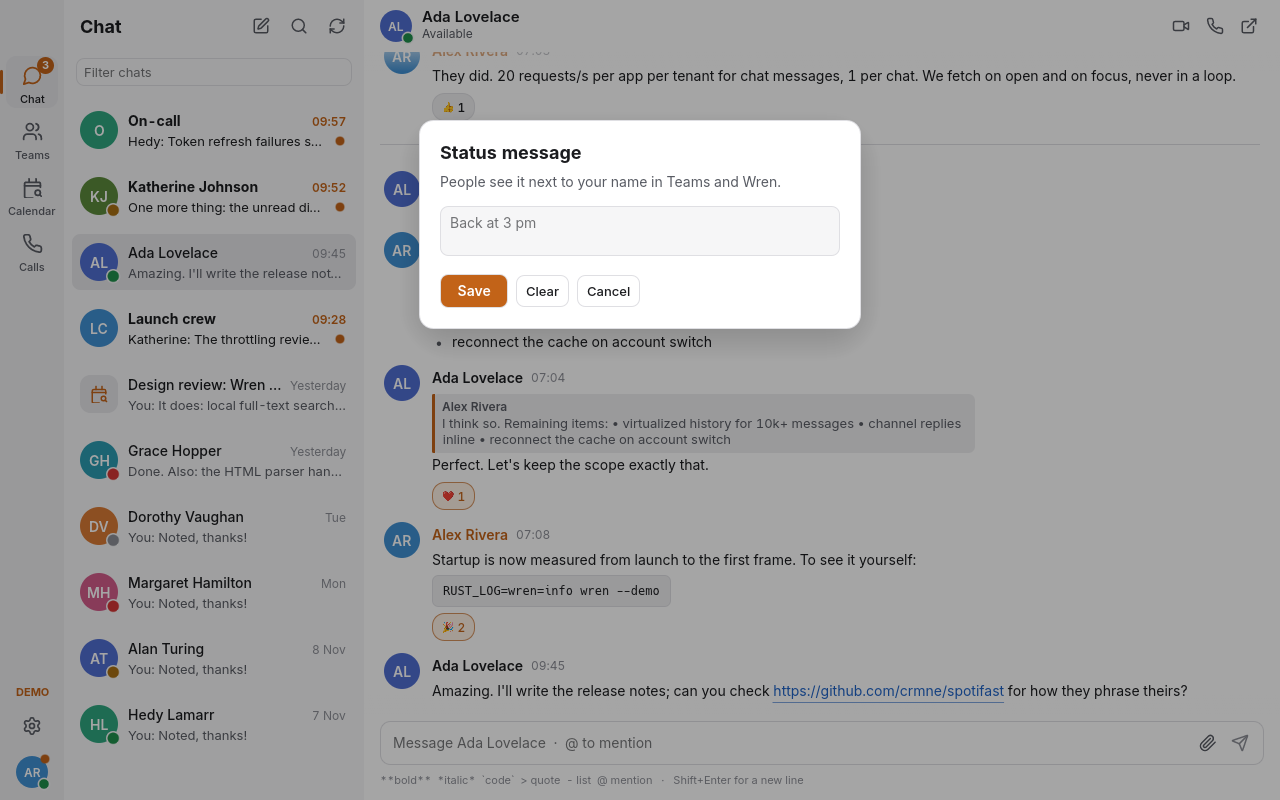 3
Chat
Teams
Calendar
Calls
DEMO
AR
Chat
Filter chats
O
On-call
09:57
Hedy: Token refresh failures s...
KJ
Katherine Johnson
09:52
One more thing: the unread di...
AL
Ada Lovelace
09:45
Amazing. I'll write the release not...
LC
Launch crew
09:28
Katherine: The throttling revie...
Design review: Wren ...
Yesterday
You: It does: local full-text search...
GH
Grace Hopper
Yesterday
Done. Also: the HTML parser han...
DV
Dorothy Vaughan
Tue
You: Noted, thanks!
MH
Margaret Hamilton
Mon
You: Noted, thanks!
AT
Alan Turing
8 Nov
You: Noted, thanks!
HL
Hedy Lamarr
7 Nov
You: Noted, thanks!
AL
Ada Lovelace
Available
AR
Alex Rivera
They did. 20 requests/s per app per tenant for chat messages, 1 per chat. We fetch on open and on focus, never in a loop.
👍 1
Status message
People see it next to your name in Teams and Wren.
Back at 3 pm
Save
Clear
Cancel
AL
AR
• reconnect the cache on account switch
AL
Ada Lovelace 07:04
Alex Rivera
I think so. Remaining items: • virtualized history for 10k+ messages • channel replies
inline • reconnect the cache on account switch
Perfect. Let's keep the scope exactly that.
❤️ 1
AR
Alex Rivera 07:08
Startup is now measured from launch to the first frame. To see it yourself:
RUST_LOG=wren=info wren --demo
🎉 2
AL
Ada Lovelace 09:45
Amazing. I'll write the release notes; can you check https://github.com/crmne/spotifast for how they phrase theirs?
Message Ada Lovelace · @ to mention
**bold** *italic* `code` > quote - list @ mention · Shift+Enter for a new line